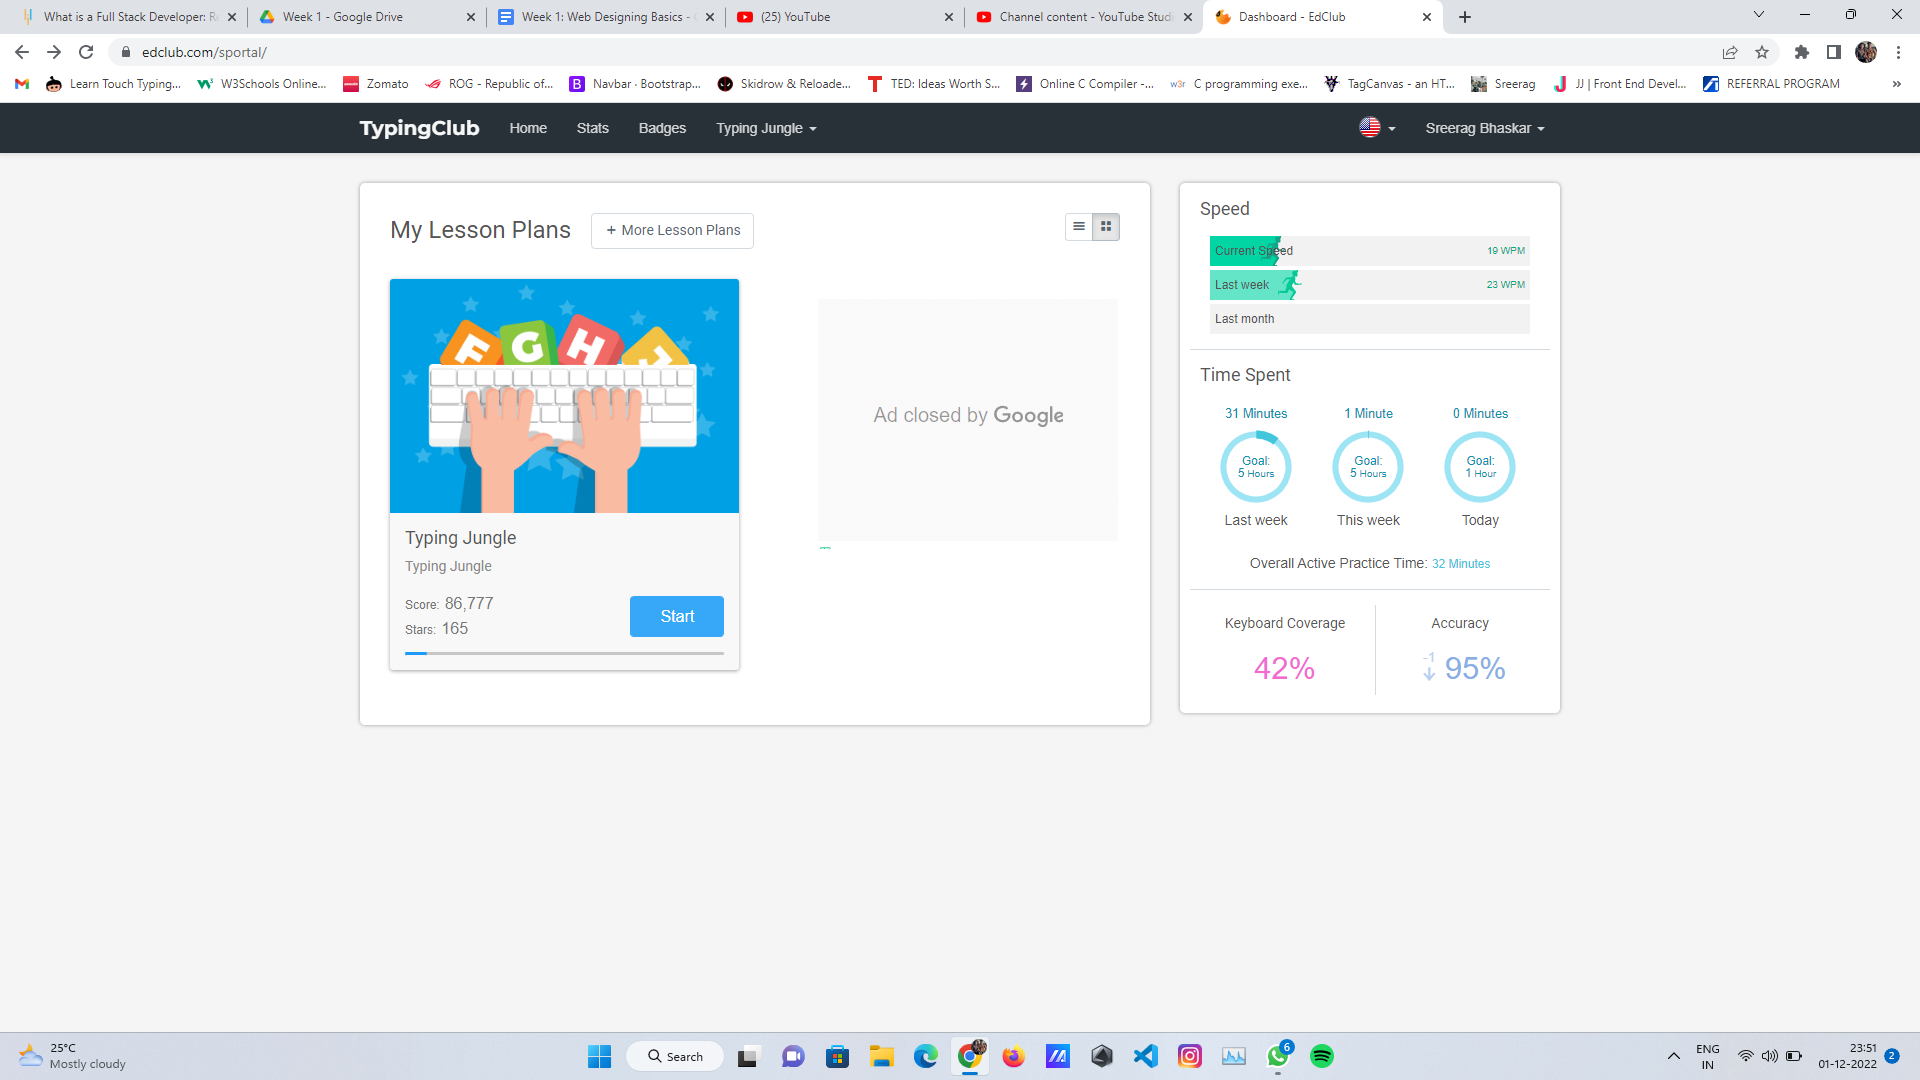 What is a Full Stack Developer: R
Week 1 - Google Drive
Week 1: Web Designing Basics -
(25) YouTube
Channel content - YouTube Studi
Dashboard - EdClub
edclub.com/sportal/
Learn Touch Typing...
W3Schools Online...
Zomato
ROG - Republic of...
Navbar · Bootstrap...
Skidrow & Reloade...
TED: Ideas Worth S...
Online C Compiler -...
w3r C programming exe...
TagCanvas - an HT...
Sreerag
JJ | Front End Devel...
REFERRAL PROGRAM
»
TypingClub
Home
Stats
Badges
Typing Jungle
Sreerag Bhaskar
My Lesson Plans
+ More Lesson Plans
F G H J
Ad closed by Google
Typing Jungle
Typing Jungle
Score: 86,777
Stars: 165
Start
Speed
Current Speed 19 WPM
Last week 23 WPM
Last month
Time Spent
31 Minutes 1 Minute 0 Minutes
Goal: Goal: Goal:
5 Hours 5 Hours 1 Hour
Last week This week Today
Overall Active Practice Time: 32 Minutes
Keyboard Coverage Accuracy
42% -1 95%
25°C
Mostly cloudy
Search
6
ENG
IN
23:51
01-12-2022
2